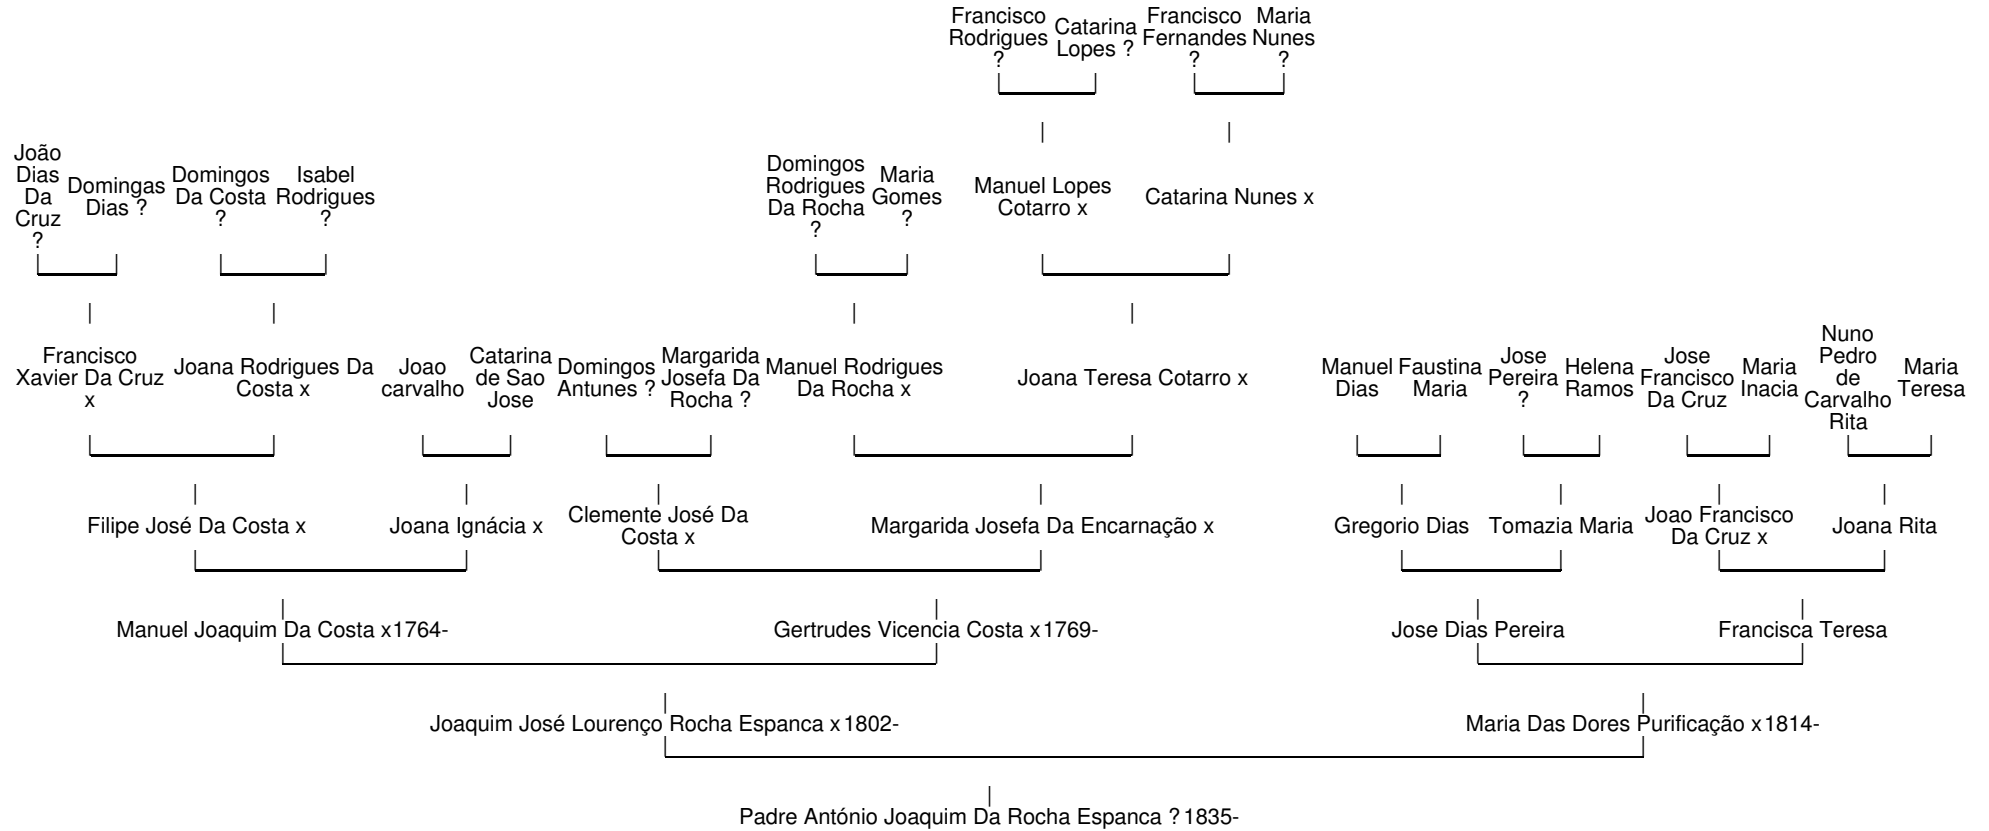 Francisco
Rodrigues
?
Catarina
Lopes ?
Francisco
Fernandes
?
Maria
Nunes
?
João
Dias
Da
Cruz
?
Domingas
Dias ?
Domingos
Da Costa
?
Isabel
Rodrigues
?
Domingos
Rodrigues
Da Rocha
?
Maria
Gomes
?
Manuel Lopes
Cotarro x
Catarina Nunes x
Francisco
Xavier Da Cruz
x
Joana Rodrigues Da
Costa x
Joao
carvalho
Catarina
de Sao
Jose
Domingos
Antunes ?
Margarida
Josefa Da
Rocha ?
Manuel Rodrigues
Da Rocha x
Joana Teresa Cotarro x
Manuel
Dias
Faustina
Maria
Jose
Pereira
?
Helena
Ramos
Jose
Francisco
Da Cruz
Maria
Inacia
Nuno
Pedro
de
Carvalho
Rita
Maria
Teresa
Filipe José Da Costa x
Joana Ignácia x
Clemente José Da
Costa x
Margarida Josefa Da Encarnação x
Gregorio Dias
Tomazia Maria
Joao Francisco
Da Cruz x
Joana Rita
Manuel Joaquim Da Costa x1764-
Gertrudes Vicencia Costa x1769-
Jose Dias Pereira
Francisca Teresa
Joaquim José Lourenço Rocha Espanca x1802-
Maria Das Dores Purificação x1814-
Padre António Joaquim Da Rocha Espanca ?1835-